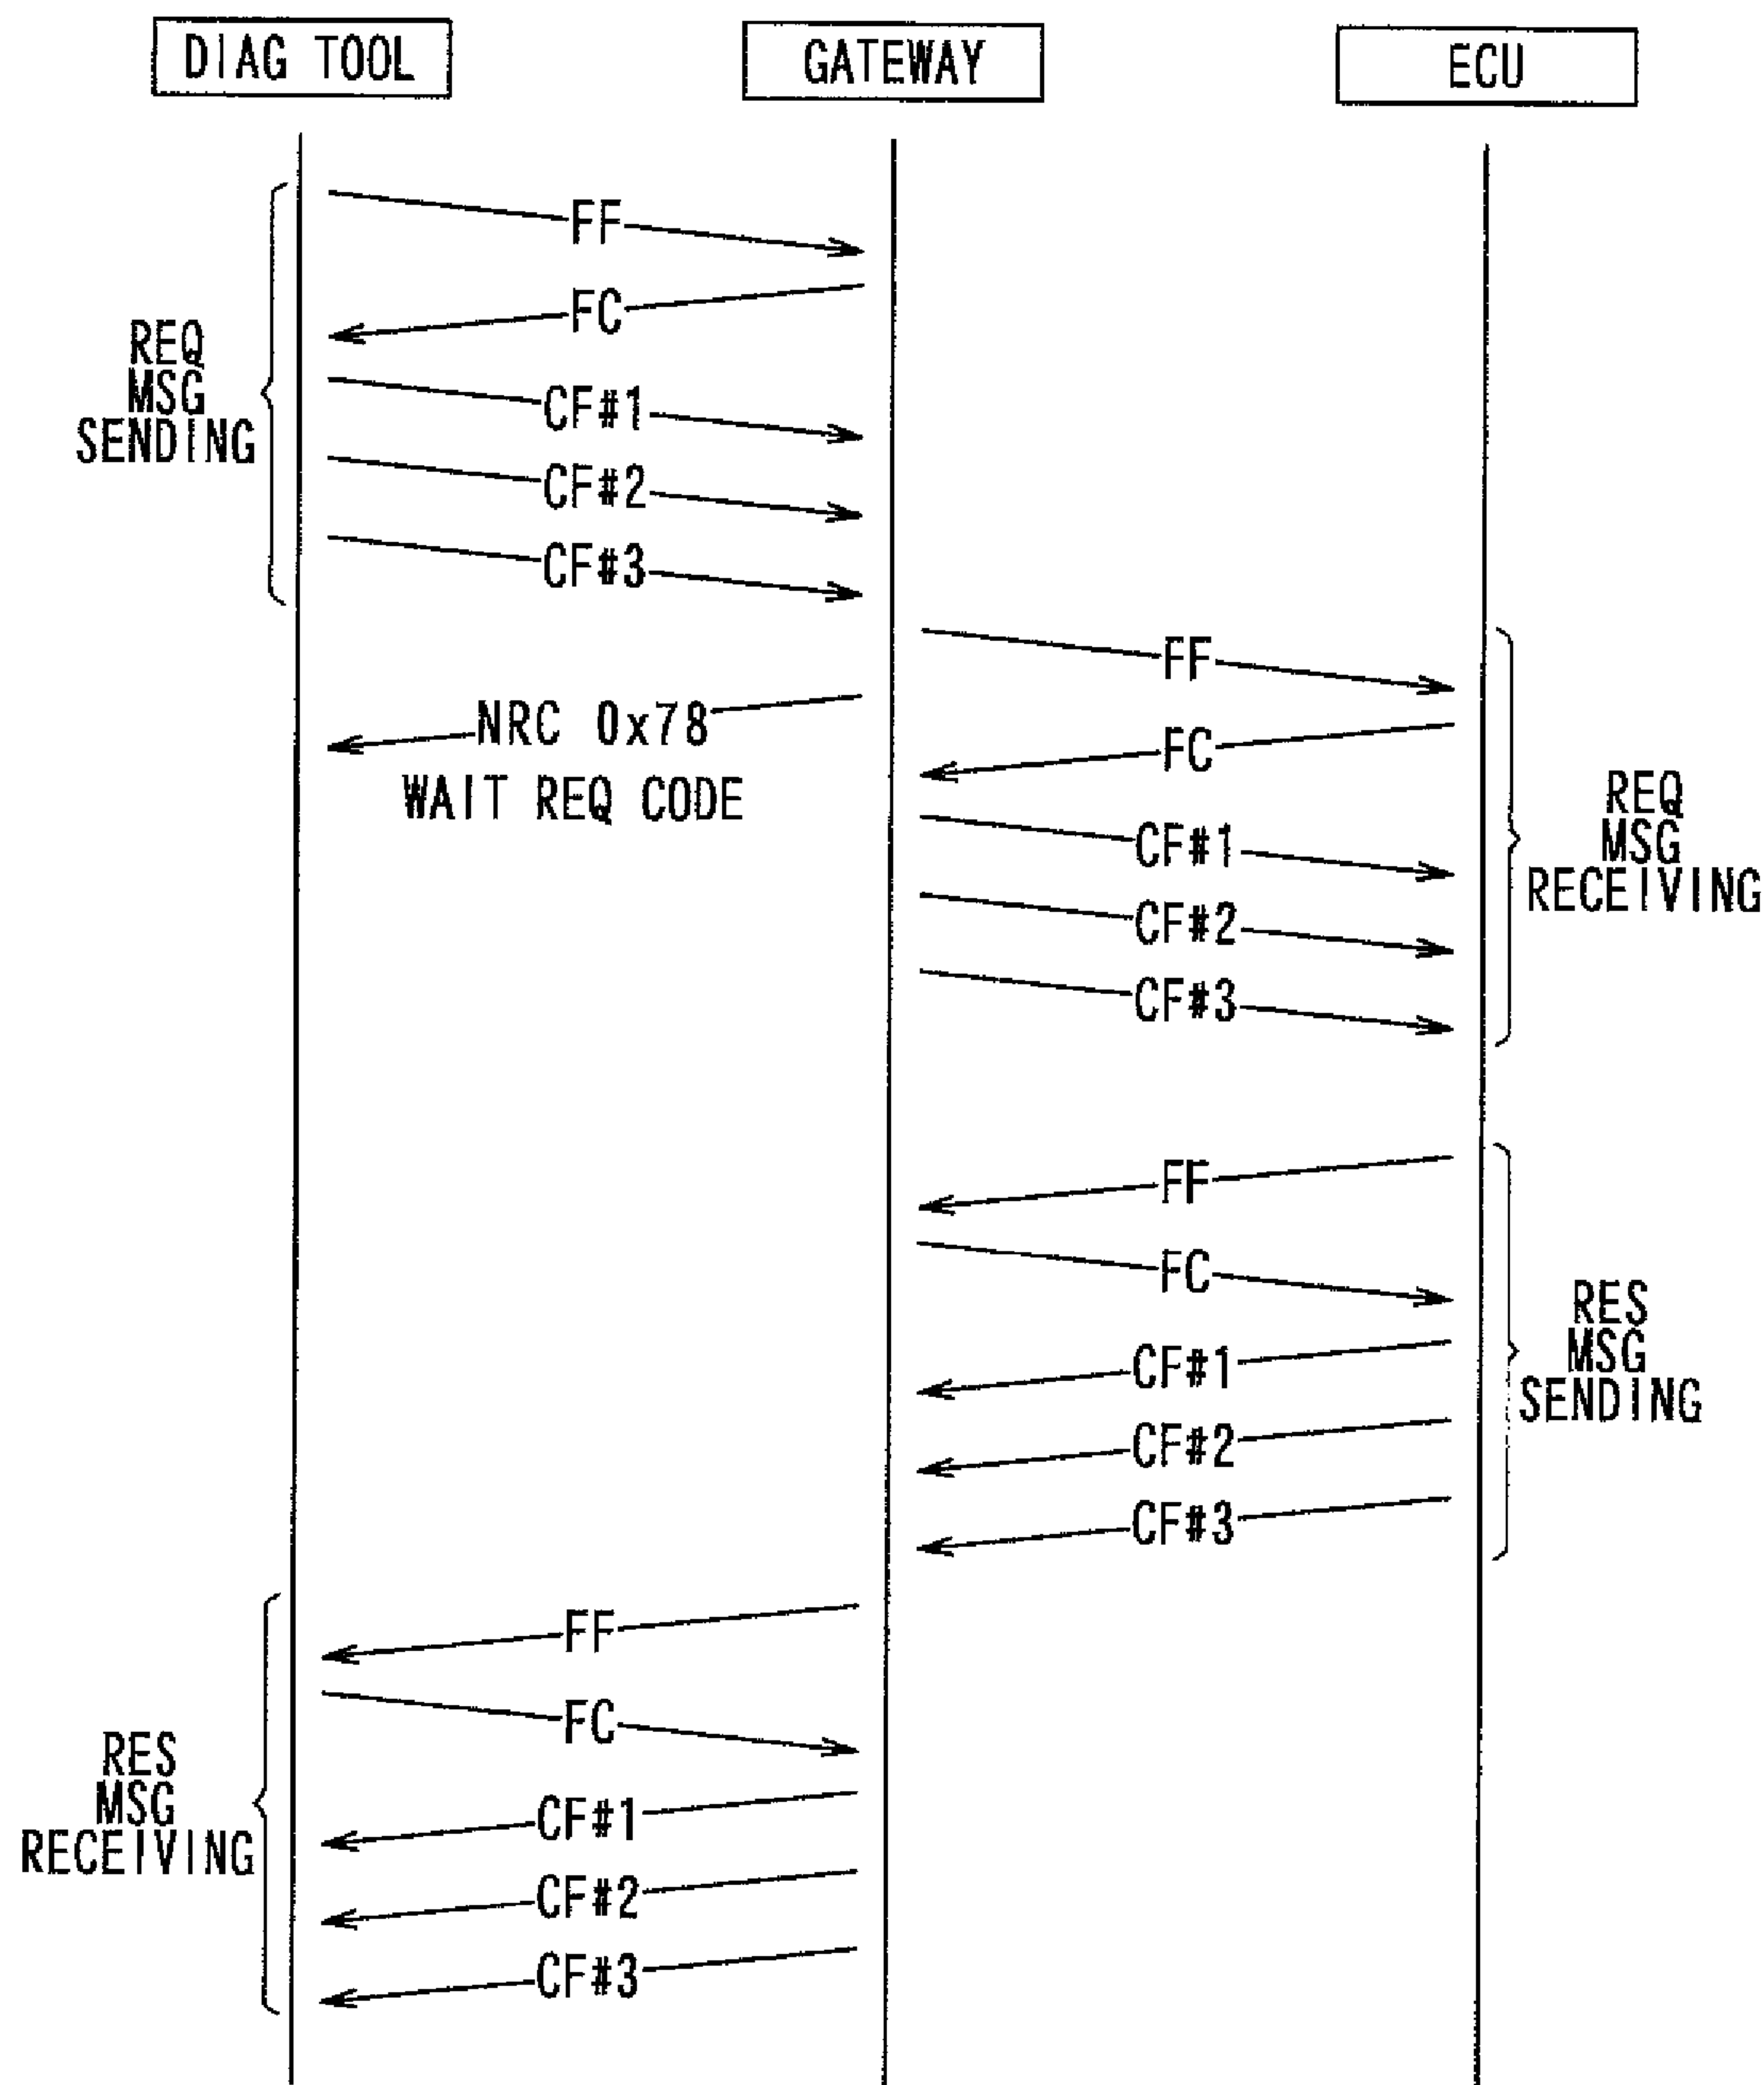 DIAG TOOL
GATEWAY
ECU
FF
FC
REQ
MSG
SENDING
CF#1
CF#2
CF#3
FF
NRC 0x78
WAIT REQ CODE
FC
CF#1
CF#2
CF#3
REQ
MSG
RECEIVING
FF
FC
CF#1
CF#2
CF#3
RES
MSG
SENDING
FF
FC
RES
MSG
RECEIVING
CF#1
CF#2
CF#3